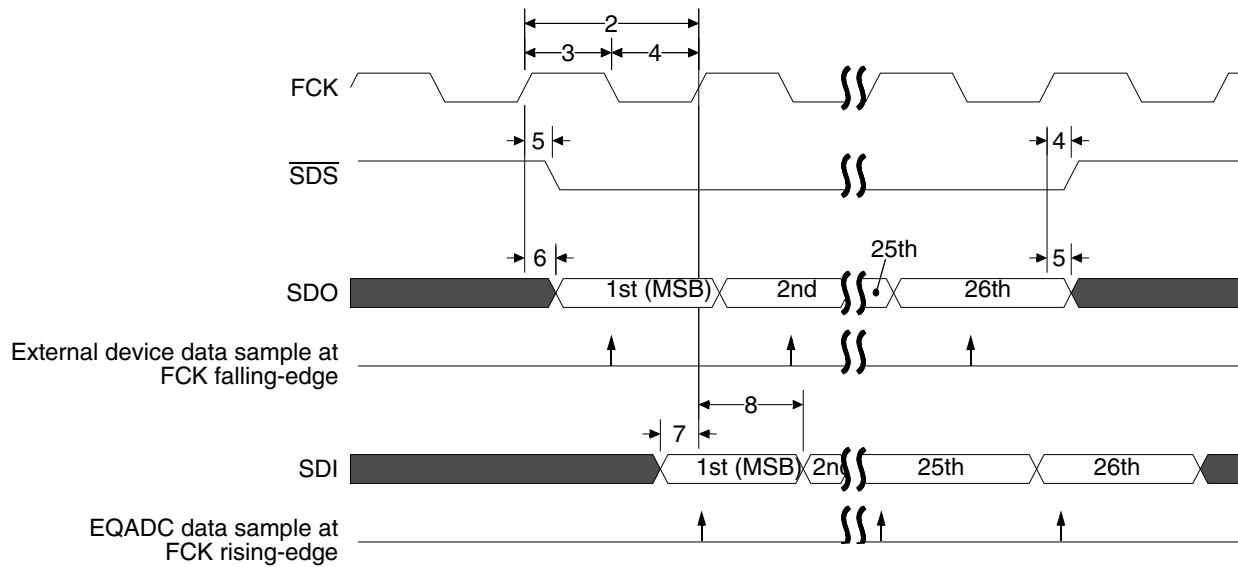 2
3
4
FCK
5
4
SDS
6
25th
5
SDO
1st (MSB)
2nd
26th
External device data sample at
FCK falling-edge
8
7
SDI
1st (MSB)
2nd
25th
26th
EQADC data sample at
FCK rising-edge